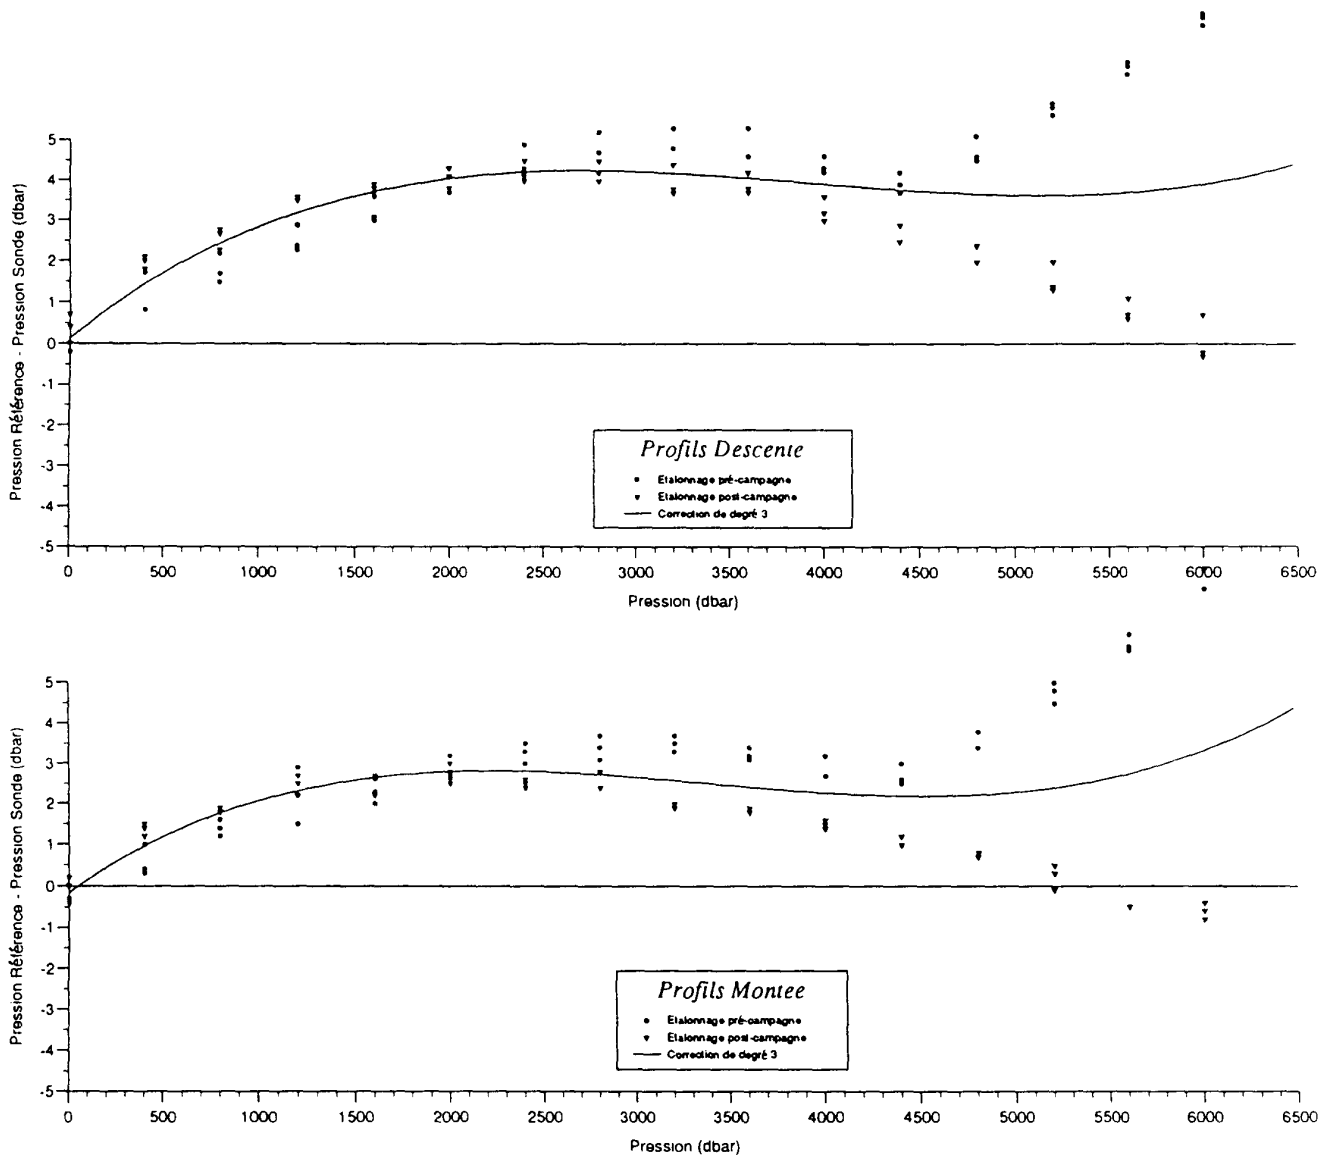 Pression Référence - Pression Sonde (dbar)
5
4
3
2
1
0
-1
-2
-3
-4
-5
Profils Descente
Etalonnage pré-campagne
Etalonnage post-campagne
Correction de degré 3
0 500 1000 1500 2000 2500 3000 3500 4000 4500 5000 5500 6000 6500
Pression (dbar)
Pression Référence - Pression Sonde (dbar)
5
4
3
2
1
0
-1
-2
-3
-4
-5
Profils Montee
Etalonnage pré-campagne
Etalonnage post-campagne
Correction de degré 3
0 500 1000 1500 2000 2500 3000 3500 4000 4500 5000 5500 6000 6500
Pression (dbar)